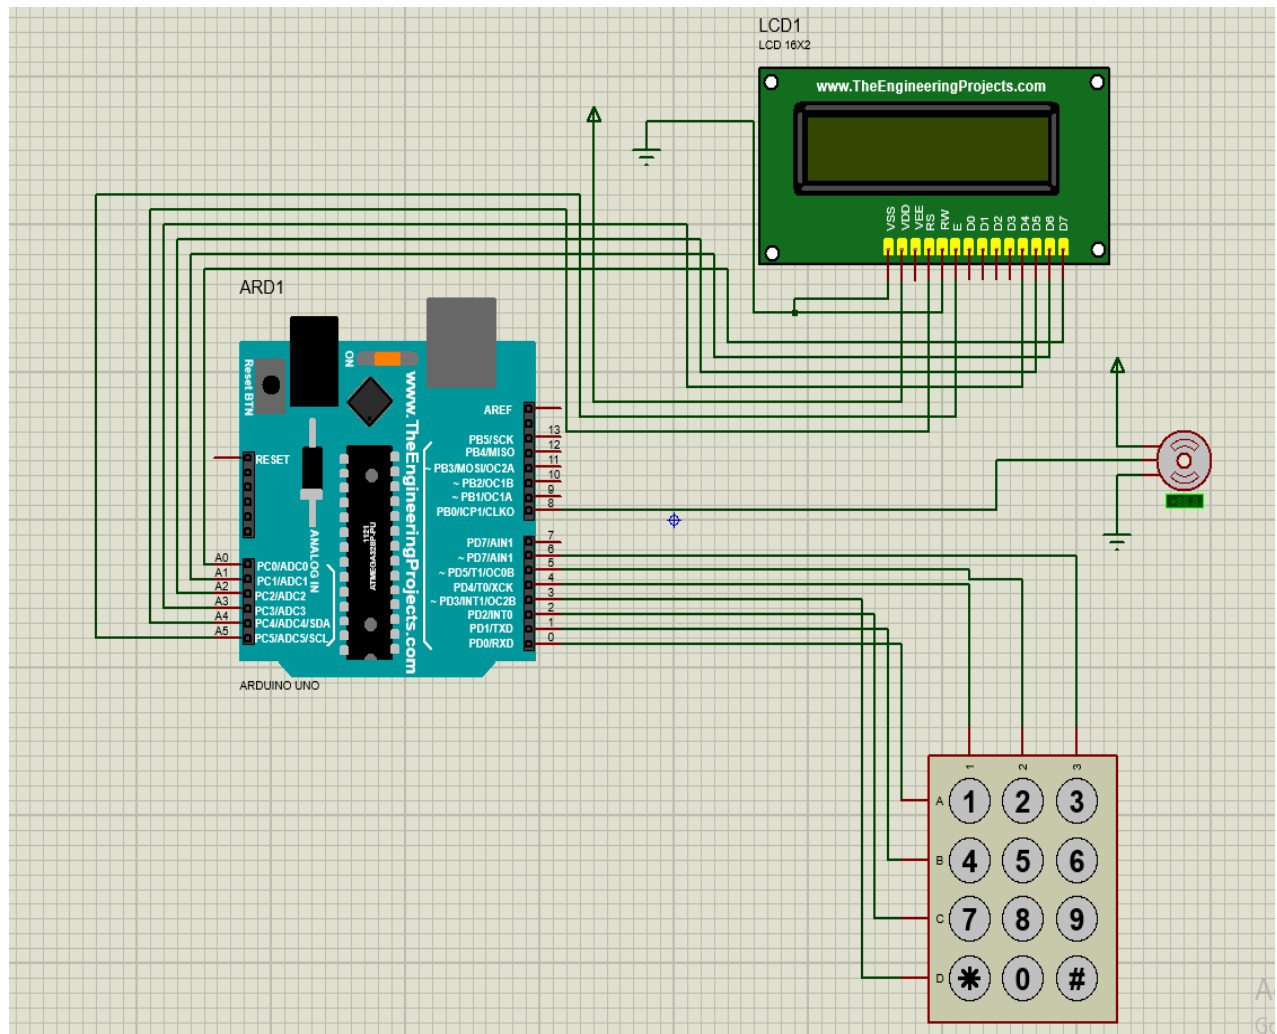 LCD1
LCD 16X2
www.TheEngineeringProjects.com
VSS
VDD
VEE
RS
RW
E
D0
D1
D2
D3
D4
D5
D6
D7
ARD1
Reset BTN
ON
www.TheEngineeringProjects.com
AREF
PB5/SCK 13
PB4/MISO 12
~ PB3/MOSI/OC2A 11
~ PB2/OC1B 10
~ PB1/OC1A 9
PB0/ICP1/CLKO 8
RESET
1121
ATMEGA328P-PU
ANALOG IN
PD7/AIN1 7
~ PD7/AIN1 6
~ PD5/T1/OC0B 5
PD4/T0/XCK 4
~ PD3/INT1/OC2B 3
PD2/INT0 2
PD1/TXD 1
PD0/RXD 0
A0 PC0/ADC0
A1 PC1/ADC1
A2 PC2/ADC2
A3 PC3/ADC3
A4 PC4/ADC4/SDA
A5 PC5/ADC5/SCL
ARDUINO UNO
1 2 3
A 1 2 3
B 4 5 6
C 7 8 9
D * 0 #